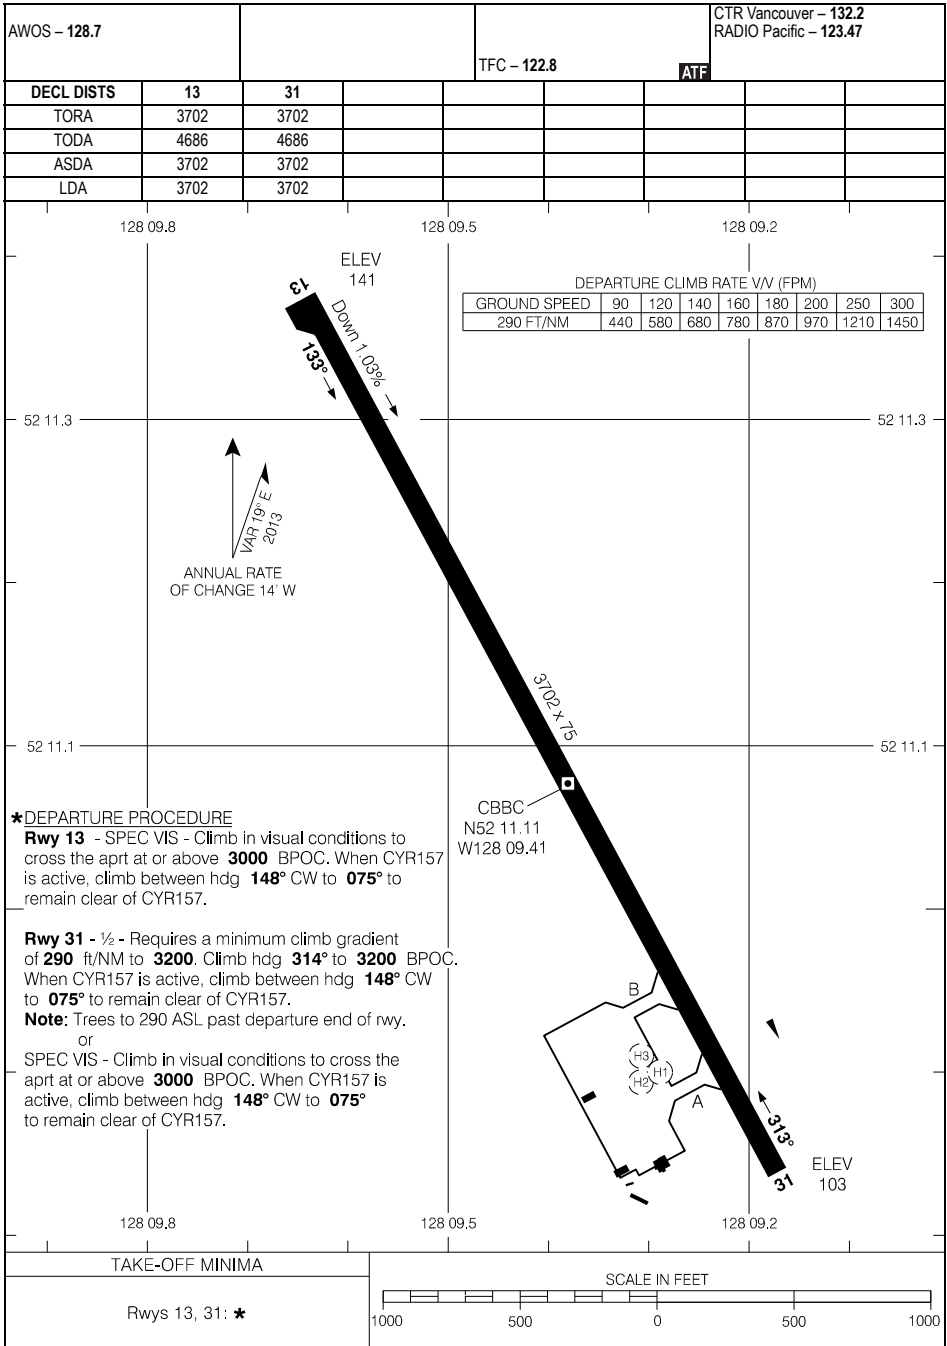 AWOS – 128.7
TFC – 122.8
ATF
CTR Vancouver – 132.2
RADIO Pacific – 123.47
DECL DISTS 13 31
TORA 3702 3702
TODA 4686 4686
ASDA 3702 3702
LDA 3702 3702
128 09.8 128 09.5 128 09.2
ELEV
141
13
Down 1.03%
133°
DEPARTURE CLIMB RATE V/V (FPM)
GROUND SPEED 90 120 140 160 180 200 250 300
290 FT/NM 440 580 680 780 870 970 1210 1450
52 11.3 52 11.3
VAR 19° E
2013
ANNUAL RATE
OF CHANGE 14' W
3702 x 75
52 11.1 52 11.1
CBBC
N52 11.11
W128 09.41
*DEPARTURE PROCEDURE
Rwy 13 - SPEC VIS - Climb in visual conditions to
cross the aprt at or above 3000 BPOC. When CYR157
is active, climb between hdg 148° CW to 075° to
remain clear of CYR157.
Rwy 31 - ½ - Requires a minimum climb gradient
of 290 ft/NM to 3200. Climb hdg 314° to 3200 BPOC.
When CYR157 is active, climb between hdg 148° CW
to 075° to remain clear of CYR157.
Note: Trees to 290 ASL past departure end of rwy.
or
SPEC VIS - Climb in visual conditions to cross the
aprt at or above 3000 BPOC. When CYR157 is
active, climb between hdg 148° CW to 075°
to remain clear of CYR157.
B
H3
H1
H2
A
313°
31
ELEV
103
128 09.8 128 09.5 128 09.2
TAKE-OFF MINIMA
Rwys 13, 31: *
SCALE IN FEET
1000 500 0 500 1000